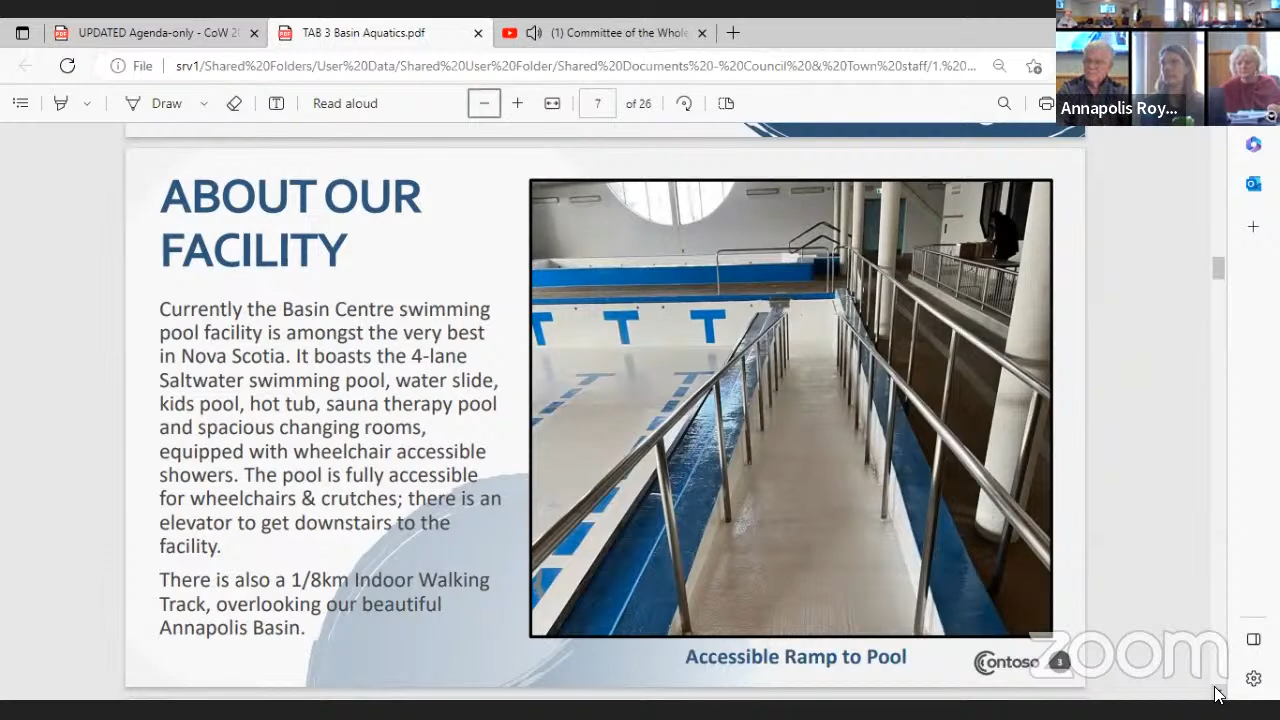 UPDATED Agenda-only - CoW 2
TAB 3 Basin Aquatics.pdf
(1) Committee of the Whole
File
srv1/Shared%20Folders/User%20Data/Shared%20User%20Folder/Shared%20Documents%20-%20Council%20&%20Town%20staff/1.%20...
Draw
Read aloud
7
of 26
Annapolis Roy...
ABOUT OUR
FACILITY
Currently the Basin Centre swimming
pool facility is amongst the very best
in Nova Scotia. It boasts the 4-lane
Saltwater swimming pool, water slide,
kids pool, hot tub, sauna therapy pool
and spacious changing rooms,
equipped with wheelchair accessible
showers. The pool is fully accessible
for wheelchairs & crutches; there is an
elevator to get downstairs to the
facility.
There is also a 1/8km Indoor Walking
Track, overlooking our beautiful
Annapolis Basin.
Accessible Ramp to Pool
Contoso
3
zoom